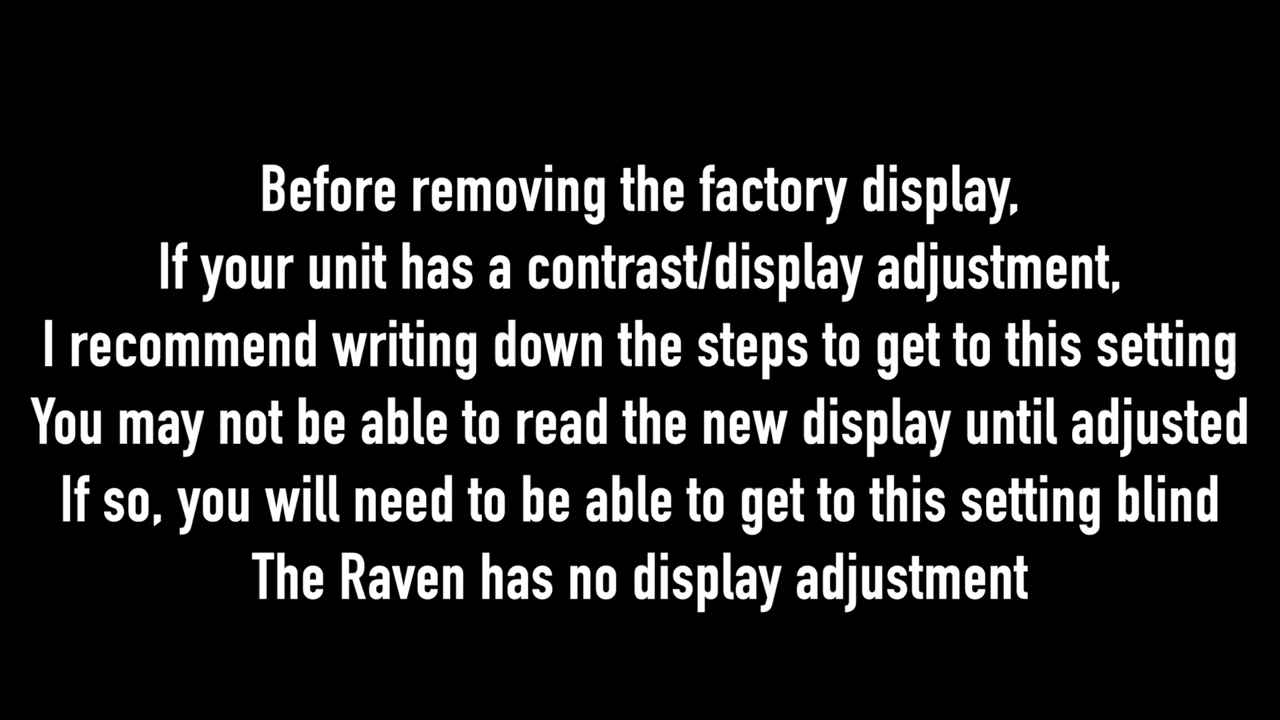 Before removing the factory display,
If your unit has a contrast/display adjustment,
I recommend writing down the steps to get to this setting
You may not be able to read the new display until adjusted
If so, you will need to be able to get to this setting blind
The Raven has no display adjustment